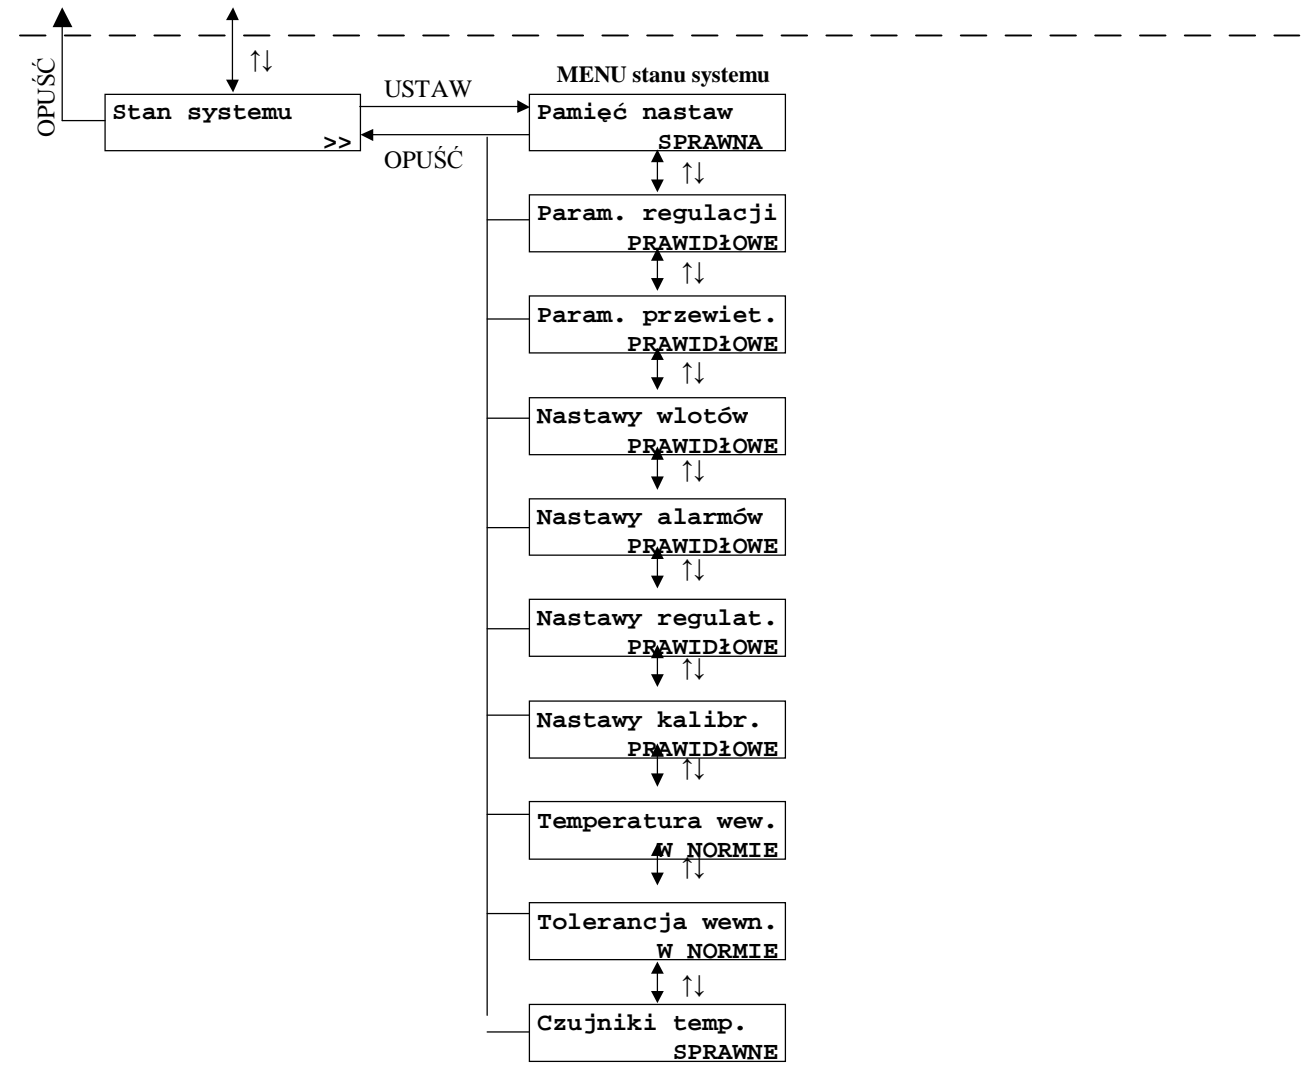 OPUŚĆ
↑↓
MENU stanu systemu
USTAW
Stan systemu
>>
OPUŚĆ
Pamięć nastaw
SPRAWNA
↑↓
Param. regulacji
PRAWIDłOWE
↑↓
Param. przewiet.
PRAWIDłOWE
↑↓
Nastawy wlotów
PRAWIDłOWE
↑↓
Nastawy alarmów
PRAWIDłOWE
↑↓
Nastawy regulat.
PRAWIDłOWE
↑↓
Nastawy kalibr.
PRAWIDłOWE
↑↓
Temperatura wew.
W NORMIE
↑↓
Tolerancja wewn.
W NORMIE
↑↓
Czujniki temp.
SPRAWNE